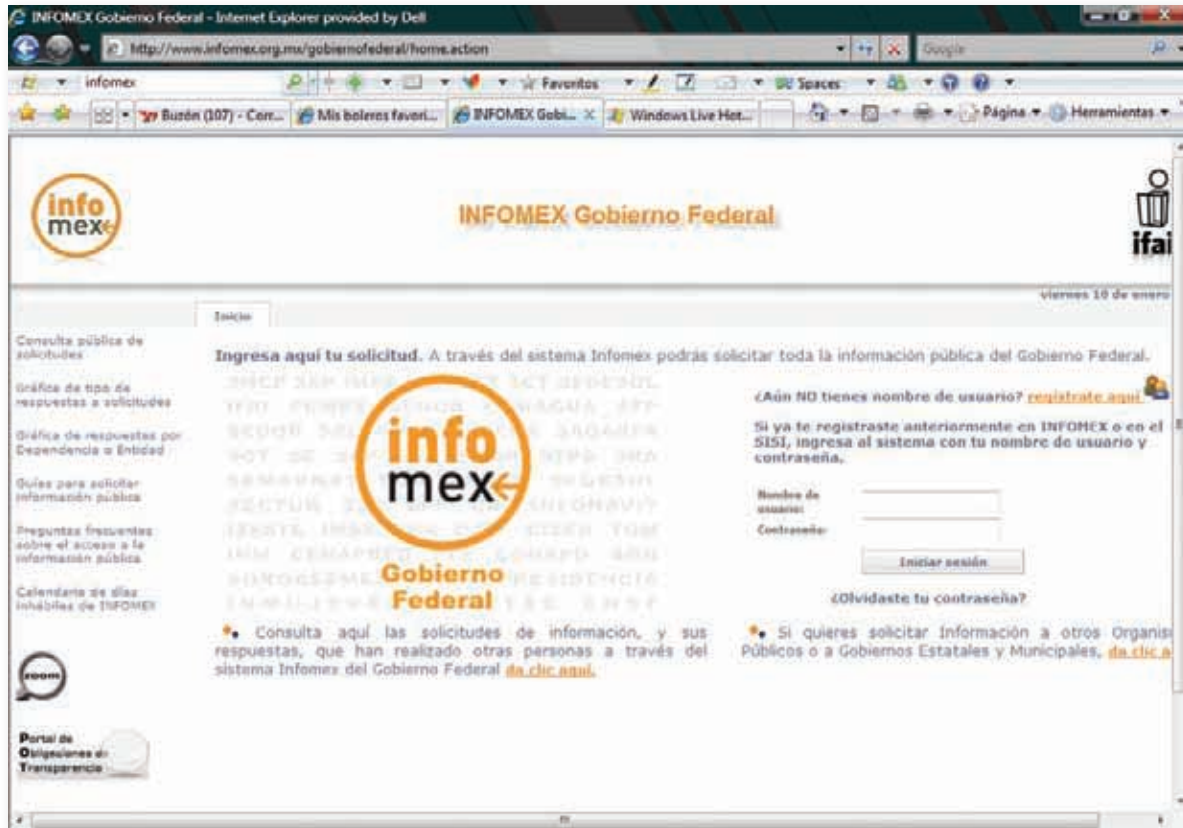 INFOMEX Gobierno Federal - Internet Explorer provided by Dell
http://www.infomex.org.mx/gobiernofederal/home.action
Google
infomex
Favoritos
Spaces
Buzón (107) - Corr...
Mis boleros favori...
INFOMEX Gobi...
Windows Live Hot...
Página
Herramientas
info
mex
INFOMEX Gobierno Federal
ifai
viernes 18 de enero
Inicio
Consulta pública de
solicitudes
Gráfica de tipo de
respuestas a solicitudes
Gráfica de respuestas por
Dependencia o Entidad
Guías para solicitar
información pública
Preguntas frecuentes
sobre el acceso a la
información pública
Calendario de días
inhábiles de INFOMEX
zoom
Portal de
Obligaciones de
Transparencia
Ingresa aquí tu solicitud. A través del sistema Infomex podrás solicitar toda la información pública del Gobierno Federal.
info
mex
Gobierno
Federal
¿Aún NO tienes nombre de usuario? regístrate aquí
Si ya te registraste anteriormente en INFOMEX o en el
SISI, ingresa al sistema con tu nombre de usuario y
contraseña.
Nombre de
usuario:
Contraseña:
Iniciar sesión
¿Olvidaste tu contraseña?
Consulta aquí las solicitudes de información, y sus
respuestas, que han realizado otras personas a través del
sistema Infomex del Gobierno Federal da clic aquí.
Si quieres solicitar Información a otros Organis
Públicos o a Gobiernos Estatales y Municipales, da clic a